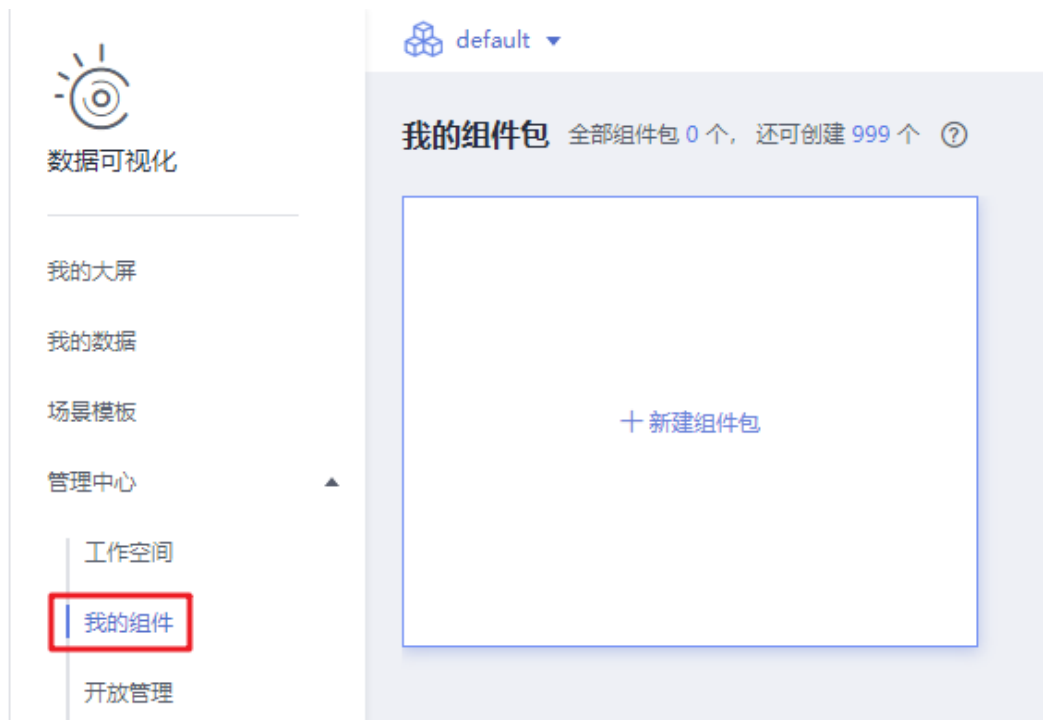 default
数据可视化
我的组件包 全部组件包 0 个, 还可创建 999 个 ?
我的大屏
我的数据
场景模板
+ 新建组件包
管理中心
工作空间
我的组件
开放管理